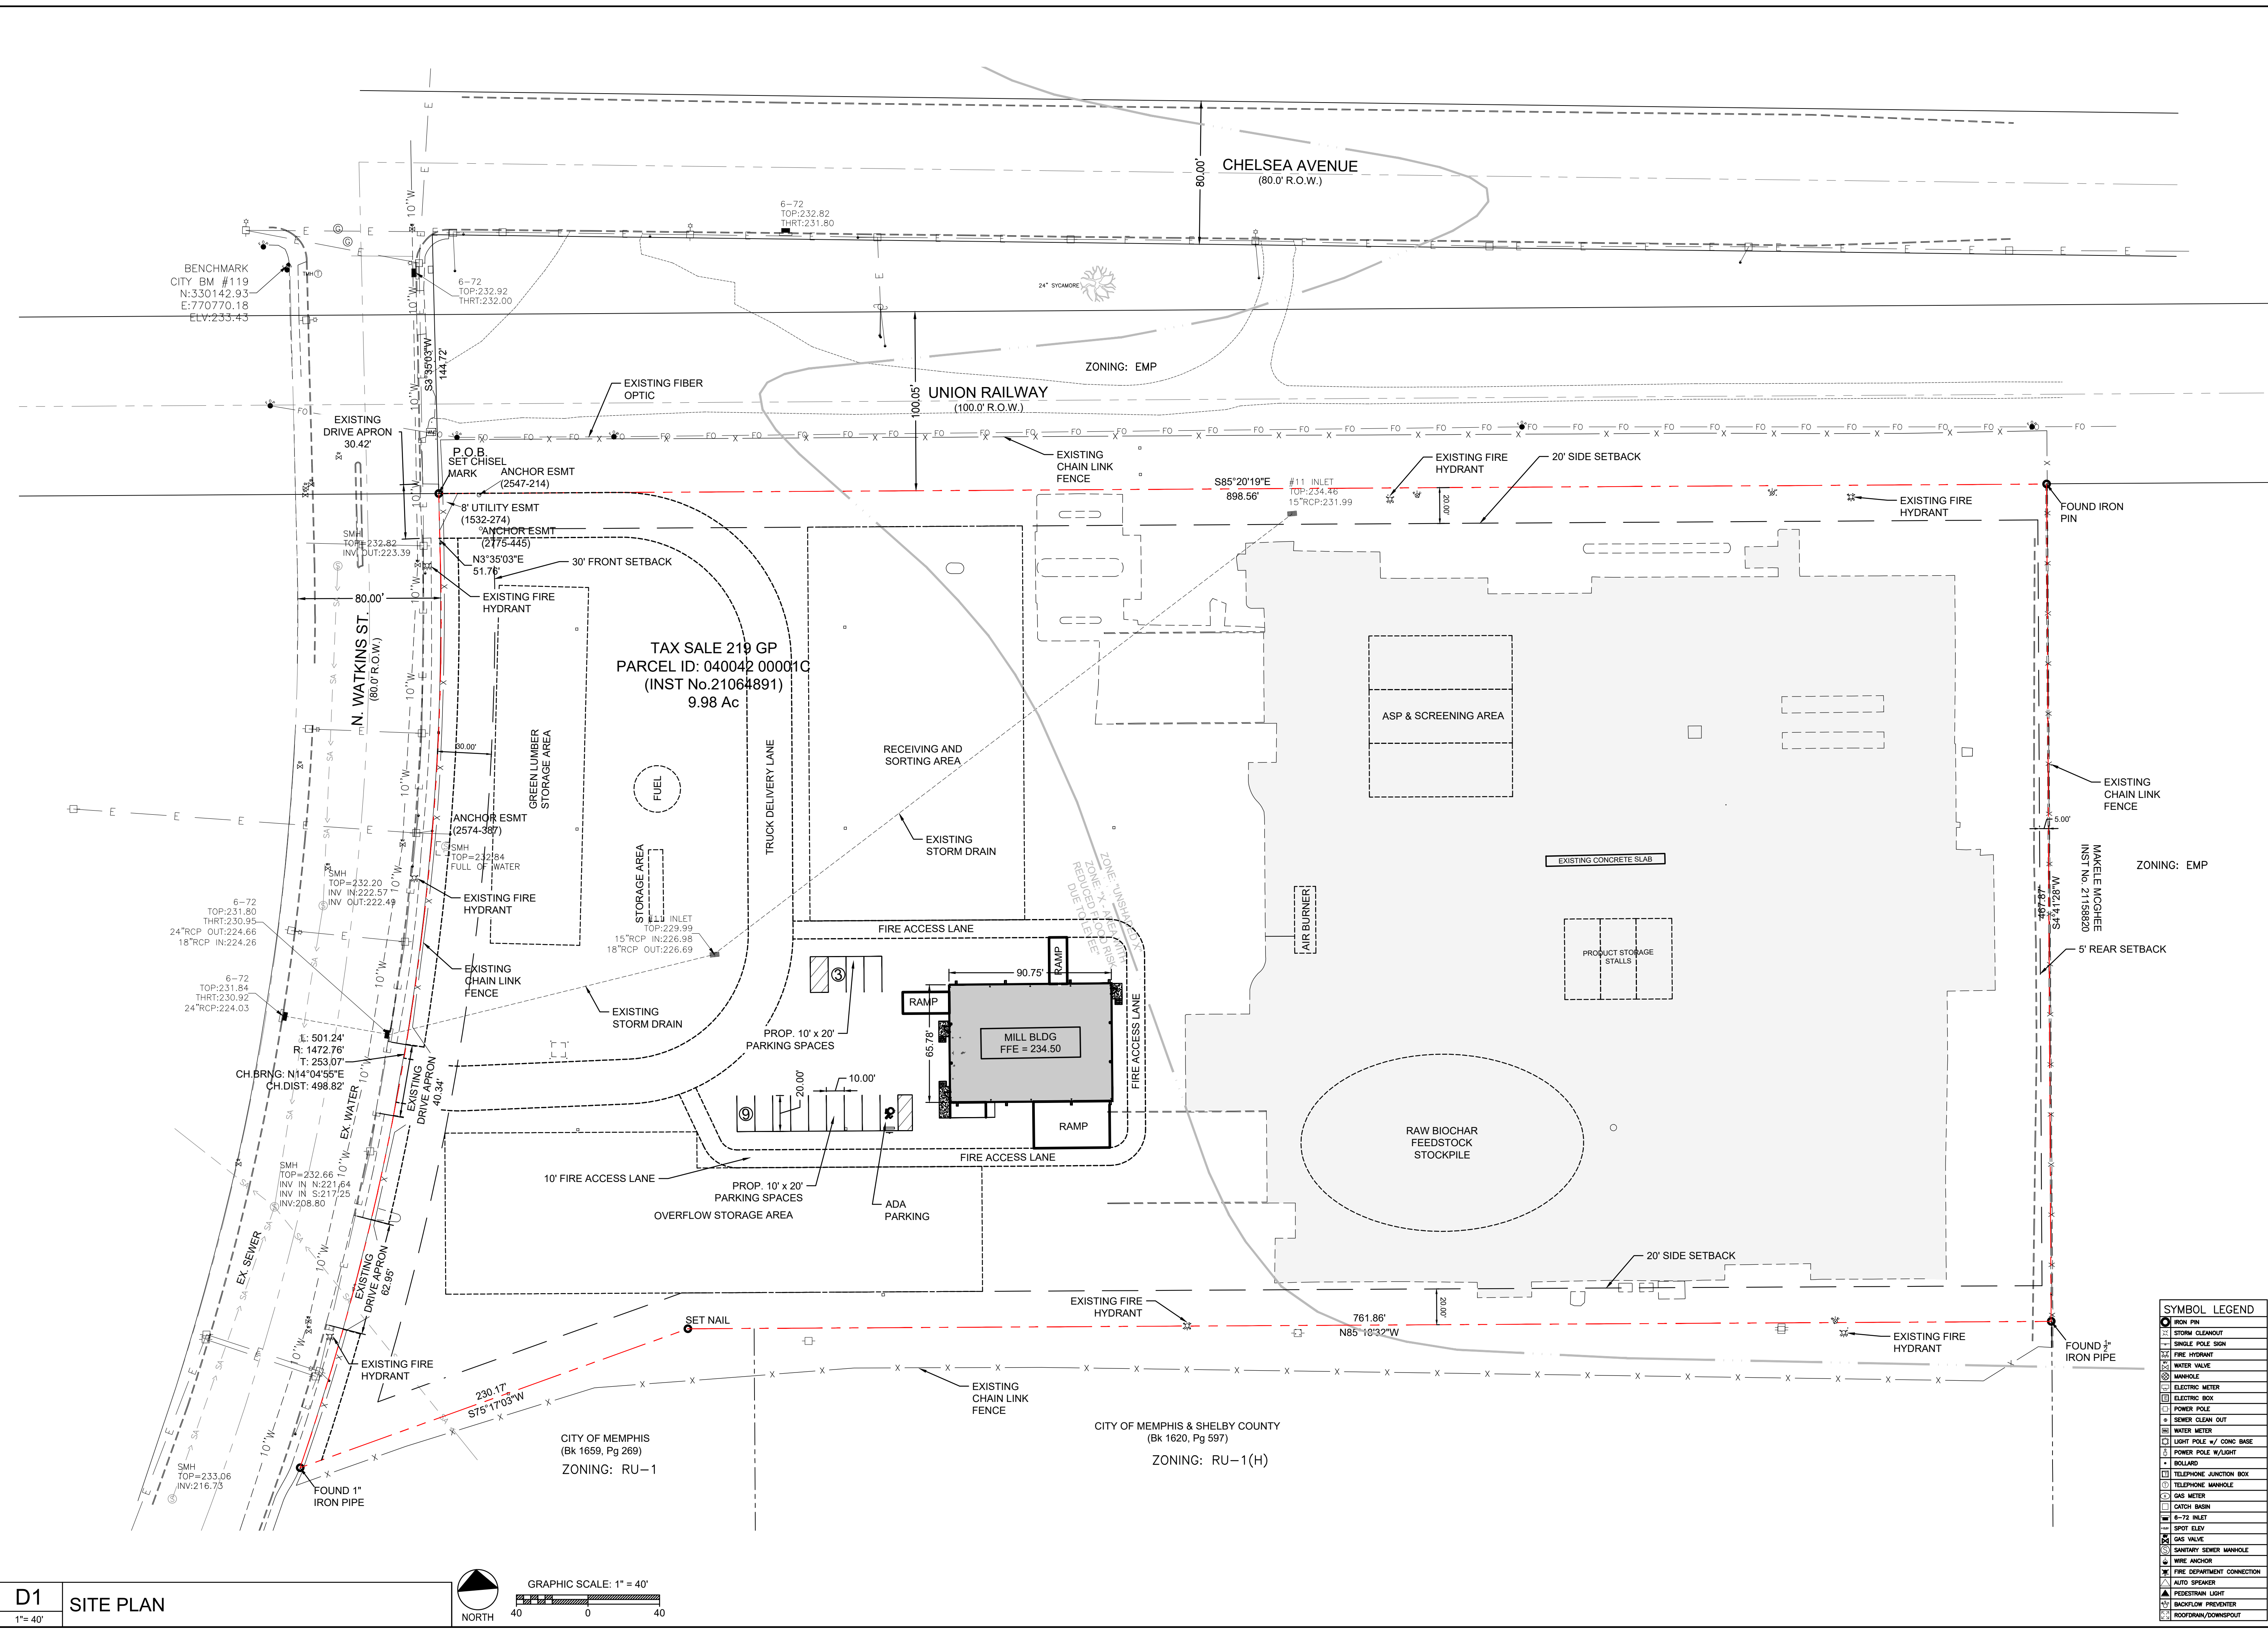 CHELSEA AVENUE
(80.0' R.O.W.)
80.00'
6-72
TOP:232.82
THRT:231.80
BENCHMARK
CITY BM #119
N:330142.93
E:770770.18
ELV:233.43
TMH
6-72
TOP:232.92
THRT:232.00
24" SYCAMORE
S3°35'03"W
144.72'
ZONING: EMP
EXISTING FIBER
OPTIC
100.05'
UNION RAILWAY
(100.0' R.O.W.)
EXISTING
DRIVE APRON
30.42'
P.O.B.
SET CHISEL
MARK
ANCHOR ESMT
(2547-214)
EXISTING
CHAIN LINK
FENCE
S85°20'19"E
898.56'
#11 INLET
TOP:234.46
15"RCP:231.99
EXISTING FIRE
HYDRANT
20' SIDE SETBACK
20.00'
EXISTING FIRE
HYDRANT
FOUND IRON
PIN
8' UTILITY ESMT
(1532-274)
ANCHOR ESMT
(2775-445)
SMH
TOP=232.82
INV OUT:223.39
N3°35'03"E
51.76'
30' FRONT SETBACK
EXISTING FIRE
HYDRANT
80.00'
N. WATKINS ST.
(80.0' R.O.W.)
TAX SALE 219 GP
PARCEL ID: 040042 00001C
(INST No.21064891)
9.98 Ac
30.00'
GREEN LUMBER
STORAGE AREA
FUEL
TRUCK DELIVERY LANE
RECEIVING AND
SORTING AREA
ASP & SCREENING AREA
EXISTING
CHAIN LINK
FENCE
5.00'
ANCHOR ESMT
(2574-387)
SMH
TOP=232.84
FULL OF WATER
STORAGE AREA
EXISTING
STORM DRAIN
ZONE: "UNSHADED X"
ZONE: "X - AREA WITH
REDUCED FLOOD RISK
DUE TO LEVEE"
EXISTING CONCRETE SLAB
AIR BURNER
MAKELE MCGHEE
INST No. 21158820
ZONING: EMP
467.87'
S4°41'28"W
SMH
TOP=232.20
INV IN:222.57
INV OUT:222.49
EXISTING FIRE
HYDRANT
6-72
TOP:231.80
THRT:230.95
24"RCP OUT:224.66
18"RCP IN:224.26
#11 INLET
TOP:229.99
15"RCP IN:226.98
18"RCP OUT:226.69
FIRE ACCESS LANE
PRODUCT STORAGE
STALLS
5' REAR SETBACK
6-72
TOP:231.84
THRT:230.92
24"RCP:224.03
EXISTING
CHAIN LINK
FENCE
3
90.75'
RAMP
RAMP
EXISTING
STORM DRAIN
PROP. 10' x 20'
PARKING SPACES
65.78'
MILL BLDG
FFE = 234.50
FIRE ACCESS LANE
L: 501.24'
R: 1472.76'
T: 253.07'
CH.BRNG: N14°04'55"E
CH.DIST: 498.82'
EXISTING
DRIVE APRON
40.34'
9
20.00'
10.00'
RAMP
EX. WATER
RAW BIOCHAR
FEEDSTOCK
STOCKPILE
FIRE ACCESS LANE
10' FIRE ACCESS LANE
PROP. 10' x 20'
PARKING SPACES
ADA
PARKING
OVERFLOW STORAGE AREA
SMH
TOP=232.66
INV IN N:221.64
INV IN S:217.25
INV:208.80
EX. SEWER
EXISTING
DRIVE APRON
62.95'
20' SIDE SETBACK
20.00'
EXISTING FIRE
HYDRANT
SET NAIL
761.86'
N85°18'32"W
EXISTING FIRE
HYDRANT
FOUND ½"
IRON PIPE
EXISTING FIRE
HYDRANT
230.17'
S75°17'03"W
EXISTING
CHAIN LINK
FENCE
CITY OF MEMPHIS
(Bk 1659, Pg 269)
ZONING: RU-1
CITY OF MEMPHIS & SHELBY COUNTY
(Bk 1620, Pg 597)
ZONING: RU-1(H)
SMH
TOP=233.06
INV:216.73
FOUND 1"
IRON PIPE
SYMBOL LEGEND
IRON PIN
STORM CLEANOUT
SINGLE POLE SIGN
FIRE HYDRANT
WATER VALVE
MANHOLE
ELECTRIC METER
ELECTRIC BOX
POWER POLE
SEWER CLEAN OUT
WATER METER
LIGHT POLE w/ CONC BASE
POWER POLE W/LIGHT
BOLLARD
TELEPHONE JUNCTION BOX
TELEPHONE MANHOLE
GAS METER
CATCH BASIN
6-72 INLET
SPOT ELEV
GAS VALVE
SANITARY SEWER MANHOLE
WIRE ANCHOR
FIRE DEPARTMENT CONNECTION
AUTO SPEAKER
PEDESTRAIN LIGHT
BACKFLOW PREVENTER
ROOFDRAIN/DOWNSPOUT
D1
1"= 40'
SITE PLAN
NORTH
GRAPHIC SCALE: 1" = 40'
40 0 40